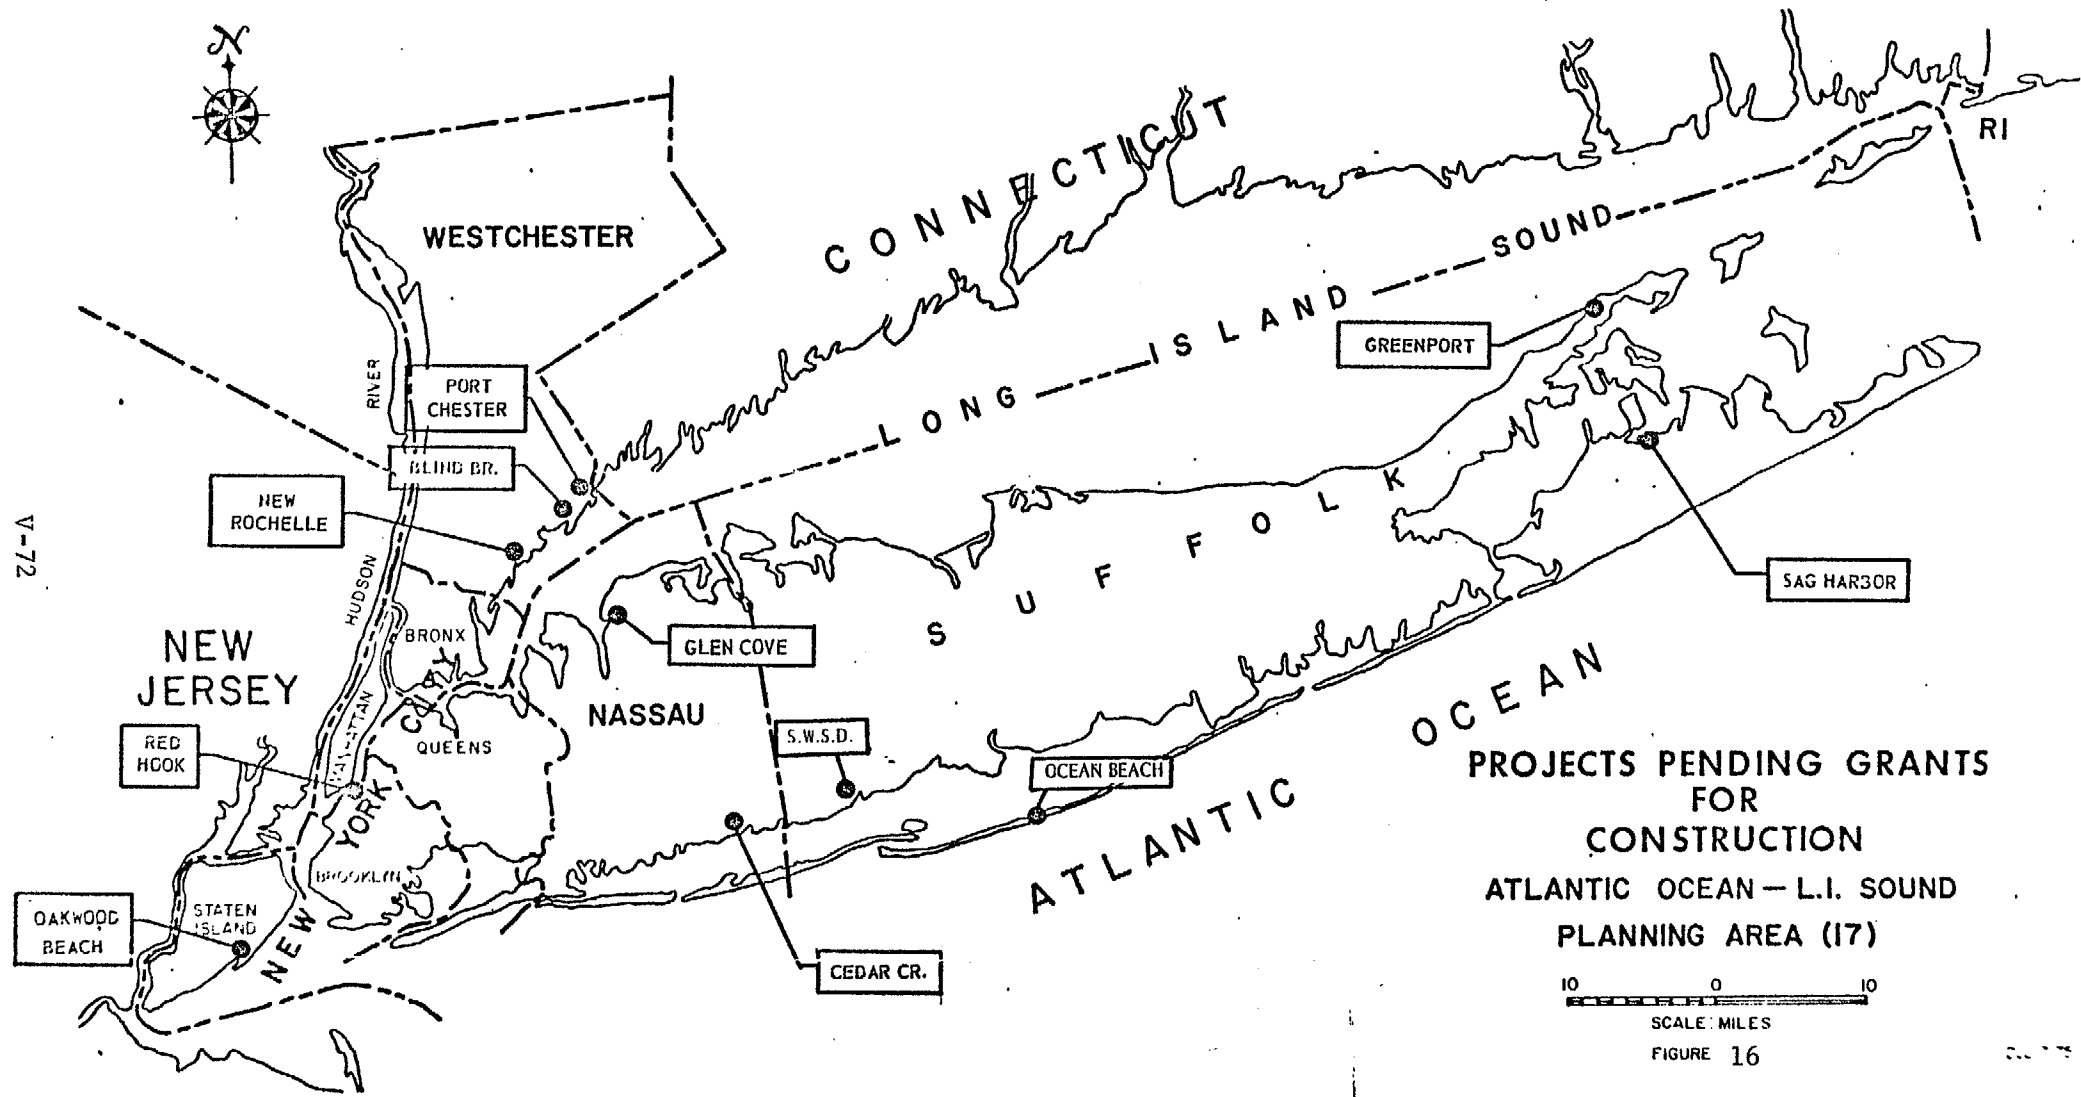 N
CONNECTICUT
RI
WESTCHESTER
LONG ISLAND SOUND
GREENPORT
RIVER
PORT
CHESTER
BLIND BR.
NEW
ROCHELLE
V-72
HUDSON
SUFFOLK
SAG HARBOR
BRONX
GLEN COVE
NEW
JERSEY
MANHATTAN
NASSAU
QUEENS
RED
HOOK
S.W.S.D.
OCEAN BEACH
ATLANTIC OCEAN
NEW YORK CITY
BROOKLYN
STATEN
ISLAND
OAKWOOD
BEACH
CEDAR CR.
PROJECTS PENDING GRANTS
FOR
CONSTRUCTION
ATLANTIC OCEAN — L.I. SOUND
PLANNING AREA (17)
10 0 10
SCALE: MILES
FIGURE 16